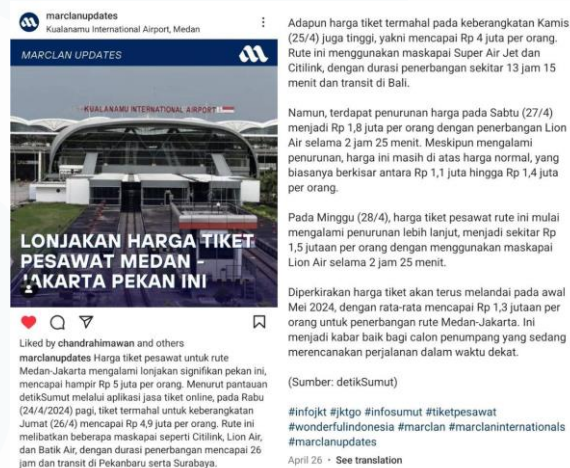 marclanupdates
Kualanamu International Airport, Medan
MARCLAN UPDATES
KUALANAMU INTERNATIONAL AIRPORT
LONJAKAN HARGA TIKET
PESAWAT MEDAN -
JAKARTA PEKAN INI
Liked by chandrahimawan and others
marclanupdates Harga tiket pesawat untuk rute
Medan-Jakarta mengalami lonjakan signifikan pekan ini,
mencapai hampir Rp 5 juta per orang. Menurut pantauan
detikSumut melalui aplikasi jasa tiket online, pada Rabu
(24/4/2024) pagi, tiket termahal untuk keberangkatan
Jumat (26/4) mencapai Rp 4,9 juta per orang. Rute ini
melibatkan beberapa maskapai seperti Citilink, Lion Air,
dan Batik Air, dengan durasi penerbangan mencapai 26
jam dan transit di Pekanbaru serta Surabaya.
Adapun harga tiket termahal pada keberangkatan Kamis
(25/4) juga tinggi, yakni mencapai Rp 4 juta per orang.
Rute ini menggunakan maskapai Super Air Jet dan
Citilink, dengan durasi penerbangan sekitar 13 jam 15
menit dan transit di Bali.
Namun, terdapat penurunan harga pada Sabtu (27/4)
menjadi Rp 1,8 juta per orang dengan penerbangan Lion
Air selama 2 jam 25 menit. Meskipun mengalami
penurunan, harga ini masih di atas harga normal, yang
biasanya berkisar antara Rp 1,1 juta hingga Rp 1,4 juta
per orang.
Pada Minggu (28/4), harga tiket pesawat rute ini mulai
mengalami penurunan lebih lanjut, menjadi sekitar Rp
1,5 jutaan per orang dengan menggunakan maskapai
Lion Air selama 2 jam 25 menit.
Diperkirakan harga tiket akan terus melandai pada awal
Mei 2024, dengan rata-rata mencapai Rp 1,3 jutaan per
orang untuk penerbangan rute Medan-Jakarta. Ini
menjadi kabar baik bagi calon penumpang yang sedang
merencanakan perjalanan dalam waktu dekat.
(Sumber: detikSumut)
#infojkt #jktgo #infosumut #tiketpesawat
#wonderfulindonesia #marclan #marclaninternationals
#marclanupdates
April 26 • See translation